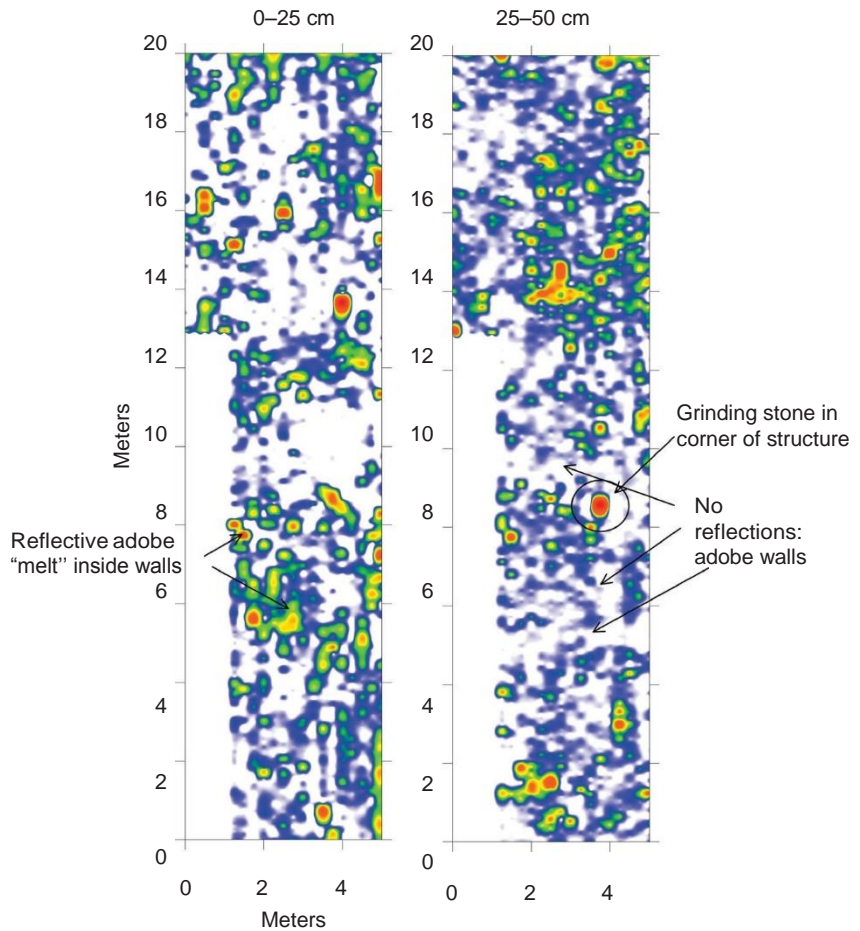 0–25 cm
25–50 cm
20
18
16
14
12
10
8
6
4
2
0
Meters
0
2
4
Meters
Reflective adobe
“melt’’ inside walls
20
18
16
14
12
10
8
6
4
2
0
0
2
4
Grinding stone in
corner of structure
No
reflections:
adobe walls